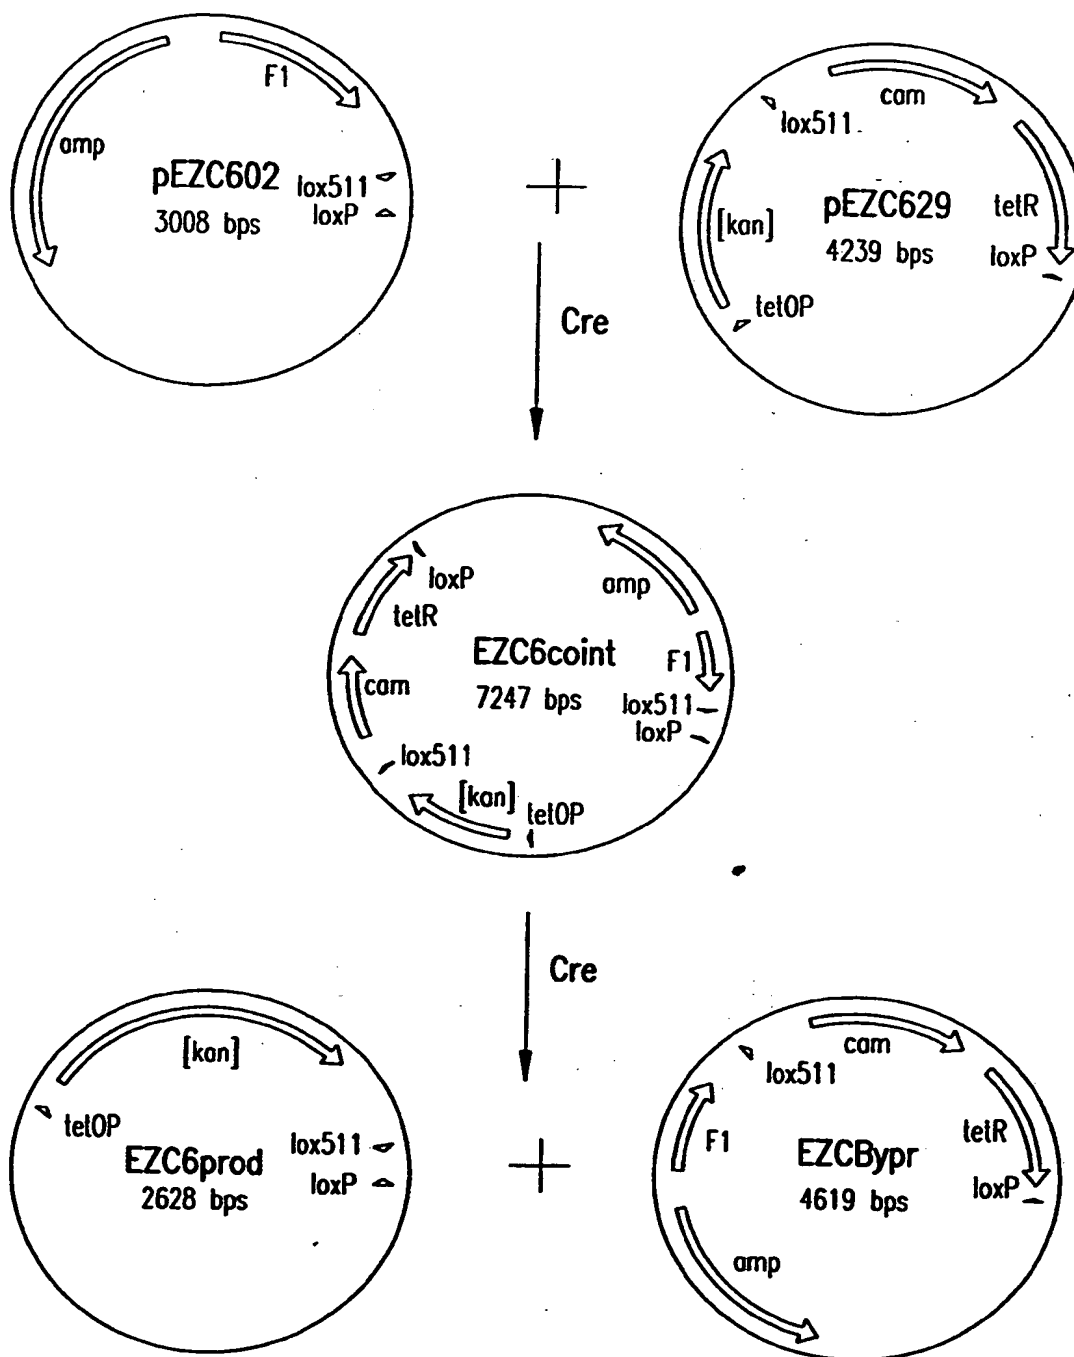 F1
amp
pEZC602
3008 bps
lox511
loxP
cam
lox511
tetR
pEZC629
4239 bps
[kan]
loxP
tetOP
Cre
loxP
amp
tetR
EZC6coint
7247 bps
F1
cam
lox511
loxP
lox511
[kan]
tetOP
Cre
[kan]
tetOP
EZC6prod
2628 bps
lox511
loxP
cam
lox511
F1
tetR
EZCBypr
4619 bps
loxP
amp